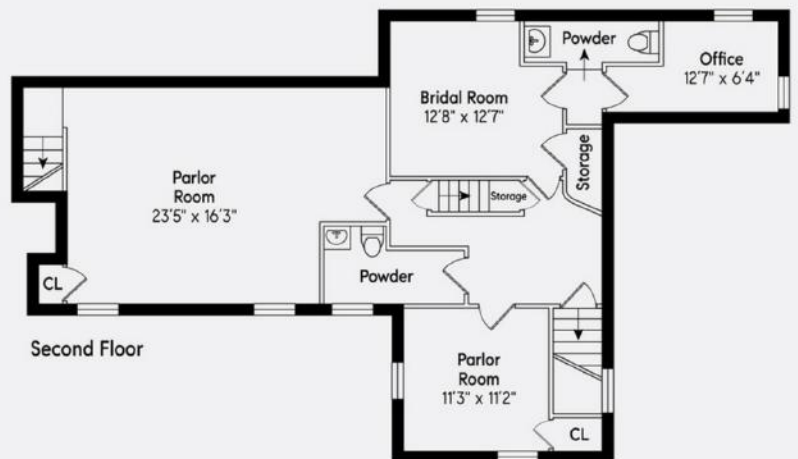 Powder
Office
12'7" x 6'4"
Bridal Room
12'8" x 12'7"
Storage
Parlor
Room
23'5" x 16'3"
Storage
Powder
CL
Second Floor
Parlor
Room
11'3" x 11'2"
CL